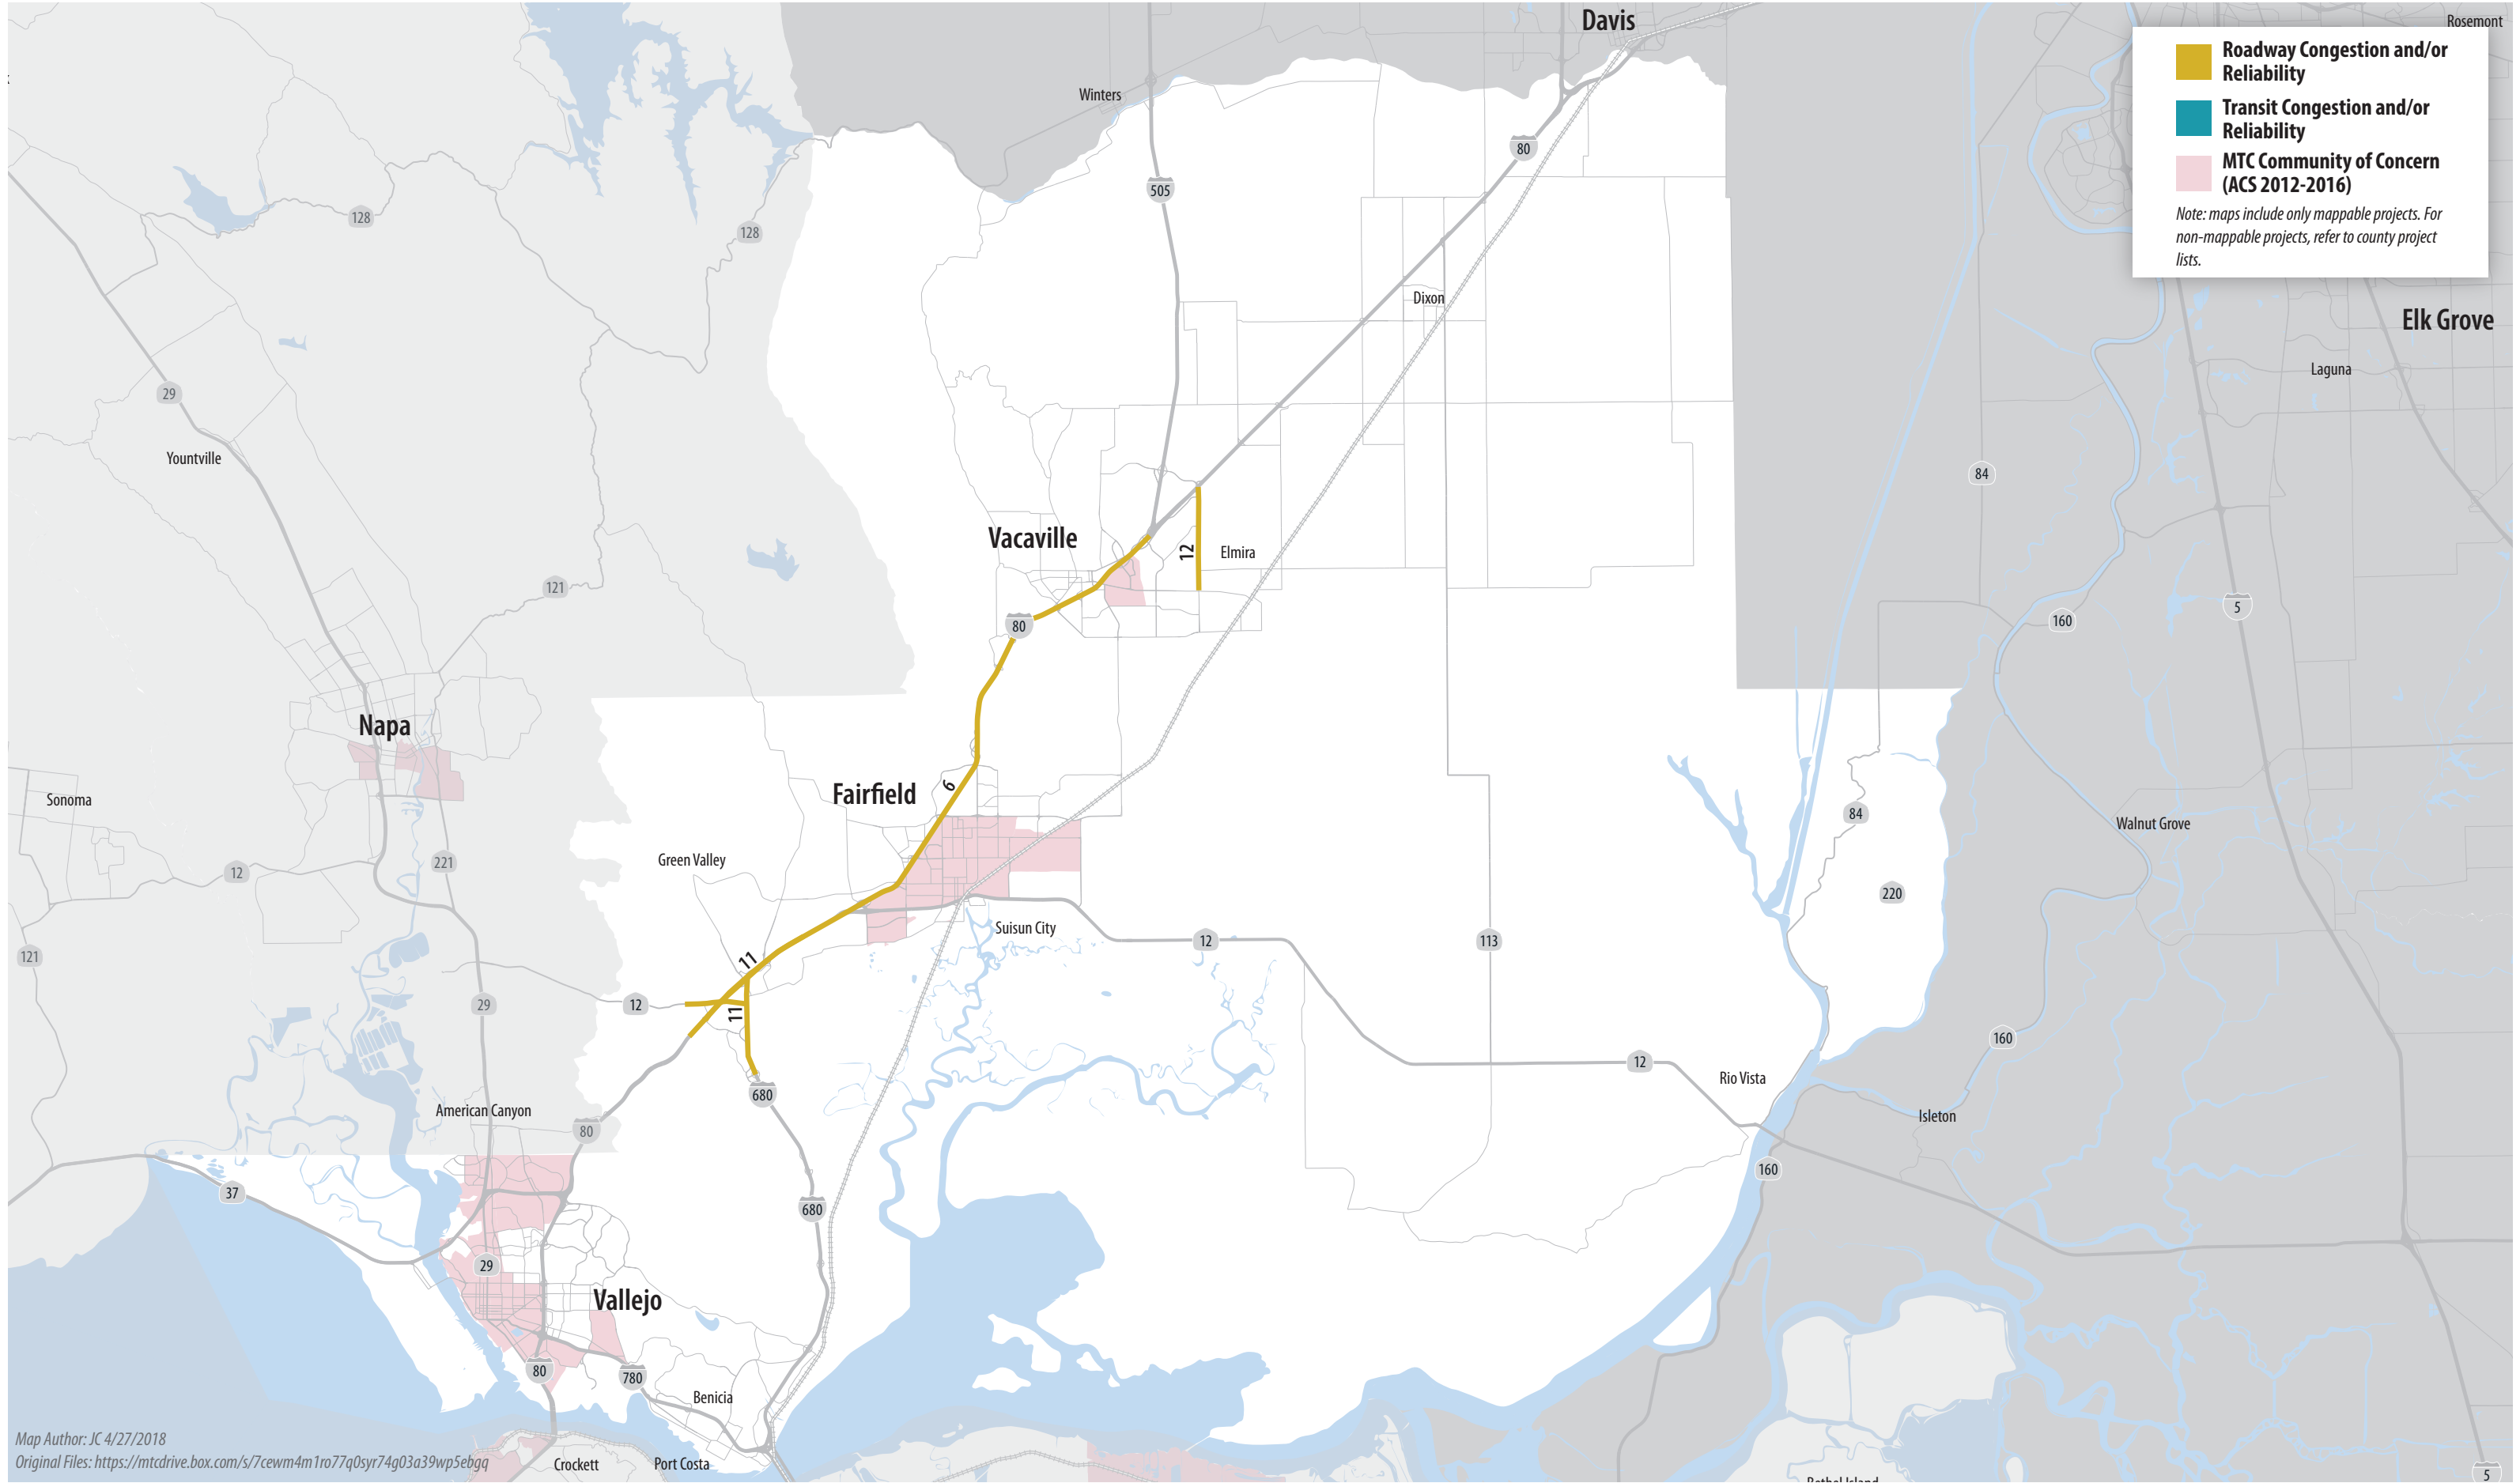 Davis
Rosemont
Roadway Congestion and/or
Reliability
Transit Congestion and/or
Reliability
MTC Community of Concern
(ACS 2012-2016)
Note: maps include only mappable projects. For
non-mappable projects, refer to county project
lists.
Winters
80
505
128
128
Dixon
Elk Grove
Laguna
29
Yountville
84
Vacaville
12
Elmira
121
5
160
80
Napa
6
Fairfield
Sonoma
84
Walnut Grove
Green Valley
221
12
220
Suisun City
12
113
121
11
12
29
11
160
12
Rio Vista
680
American Canyon
Isleton
80
160
37
680
29
Vallejo
80
780
Benicia
Map Author: JC 4/27/2018
Original Files: https://mtcdrive.box.com/s/7cewm4m1ro77q0syr74g03a39wp5ebgq
Crockett
Port Costa
5